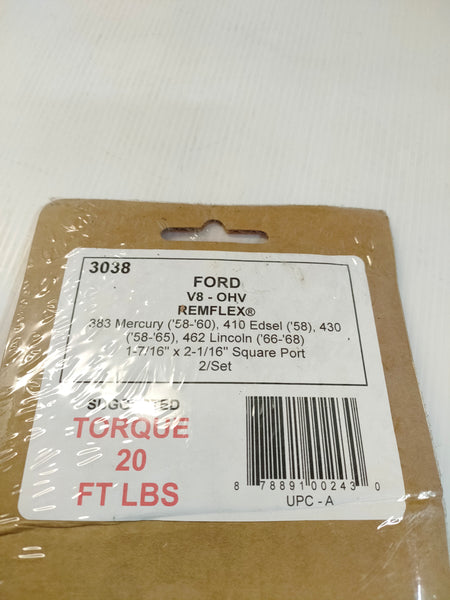 3038
FORD
V8 - OHV
REMFLEX®
383 Mercury ('58-'60), 410 Edsel ('58), 430
('58-'65), 462 Lincoln ('66-'68)
1-7/16" x 2-1/16" Square Port
2/Set
SUGGESTED
TORQUE
20
FT LBS
8 78891 00243 0
UPC - A